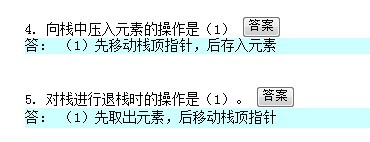 4. 向栈中压入元素的操作是（1） 答案
答： （1）先移动栈顶指针，后存入元素
5. 对栈进行退栈时的操作是（1）。 答案
答： （1）先取出元素，后移动栈顶指针